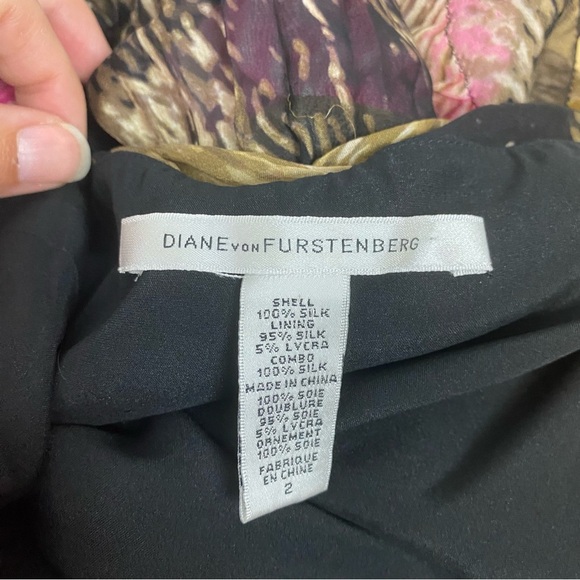 DIANE VON FURSTENBERG
SHELL
100% SILK
LINING
95% SILK
5% LYCRA
COMBO
100% SILK
MADE IN CHINA
100% SOIE
DOUBLURE
95% SOIE
5% LYCRA
ORNEMENT
100% SOIE
FABRIQUE
EN CHINE
2